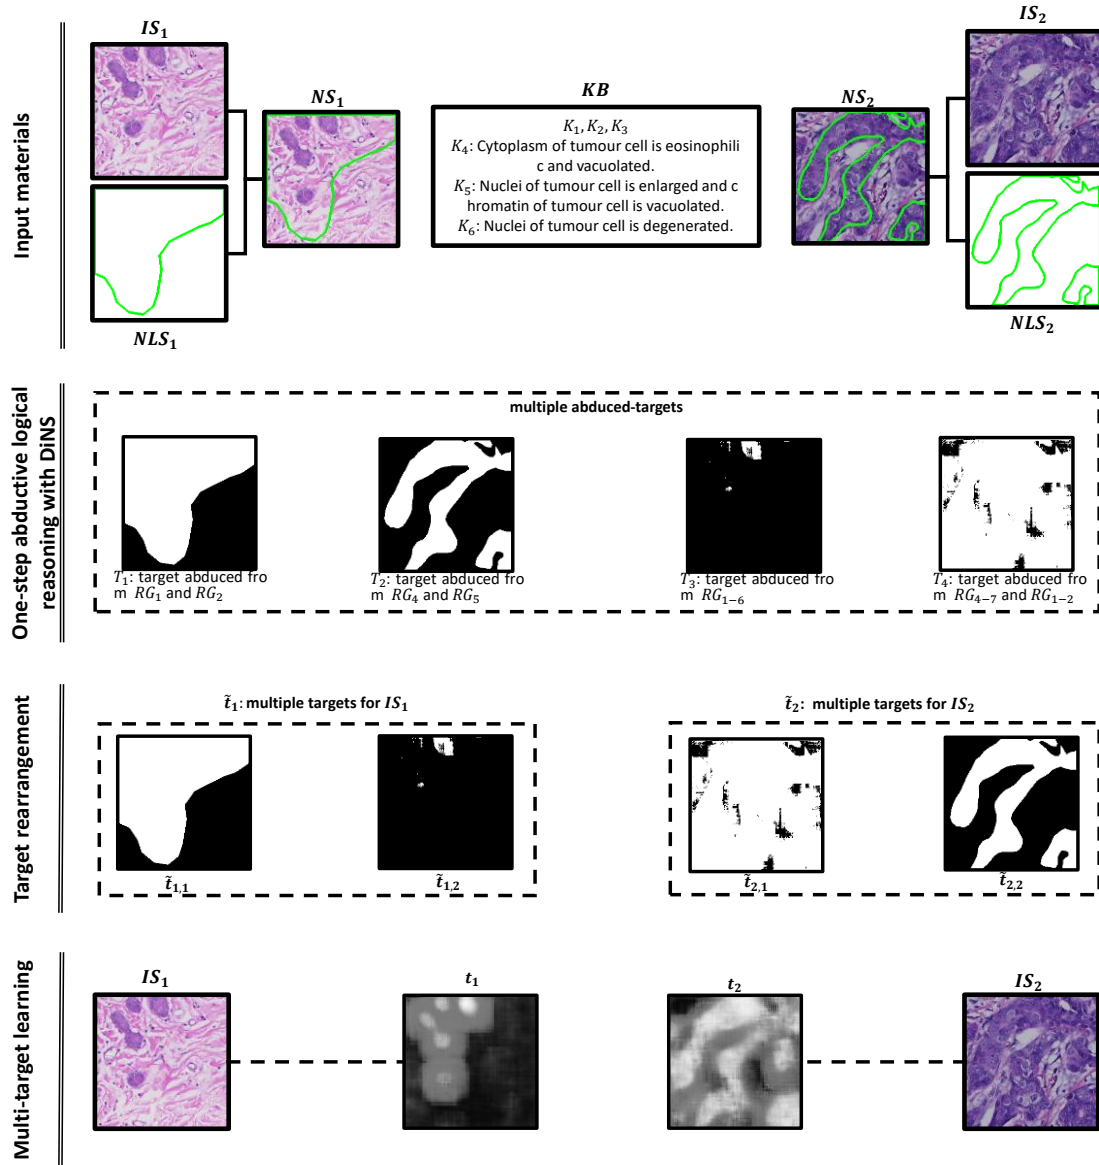 Input materials
IS₁
IS₂
NS₁
KB
NS₂
K₁, K₂, K₃
K₄: Cytoplasm of tumour cell is eosinophili
c and vacuolated.
K₅: Nuclei of tumour cell is enlarged and c
hromatin of tumour cell is vacuolated.
K₆: Nuclei of tumour cell is degenerated.
NLS₁
NLS₂
One-step abductive logical
reasoning with DiNS
multiple abduced-targets
T₁: target abduced fro
m RG₁ and RG₂
T₂: target abduced fro
m RG₄ and RG₅
T₃: target abduced fro
m RG₁₋₆
T₄: target abduced fro
m RG₄₋₇ and RG₁₋₂
Target rearrangement
t̃₁: multiple targets for IS₁
t̃₂: multiple targets for IS₂
t̃₁,₁
t̃₁,₂
t̃₂,₁
t̃₂,₂
Multi-target learning
IS₁
t₁
t₂
IS₂